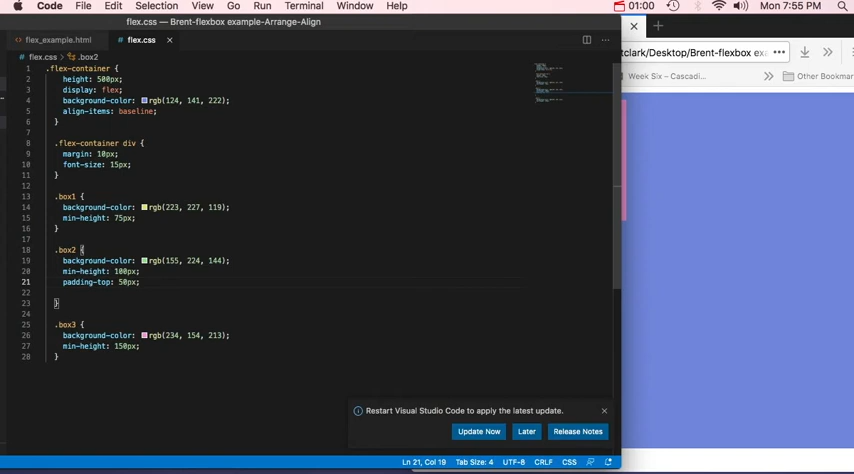 Code File Edit Selection View Go Run Terminal Window Help 01:00 Mon 7:55 PM
flex.css — Brent-flexbox example-Arrange-Align
<> flex_example.html # flex.css ×
# flex.css > .box2
1 .flex-container {
2 height: 500px;
3 display: flex;
4 background-color: rgb(124, 141, 222);
5 align-items: baseline;
6 }
7
8 .flex-container div {
9 margin: 10px;
10 font-size: 15px;
11 }
12
13 .box1 {
14 background-color: rgb(223, 227, 119);
15 min-height: 75px;
16 }
17
18 .box2 {
19 background-color: rgb(155, 224, 144);
20 min-height: 100px;
21 padding-top: 50px;
22
23 }
24
25 .box3 {
26 background-color: rgb(234, 154, 213);
27 min-height: 150px;
28 }
Restart Visual Studio Code to apply the latest update.
Update Now Later Release Notes
Ln 21, Col 19 Tab Size: 4 UTF-8 CRLF CSS
tclark/Desktop/Brent-flexbox exa
Week Six – Cascadi... Other Bookmar